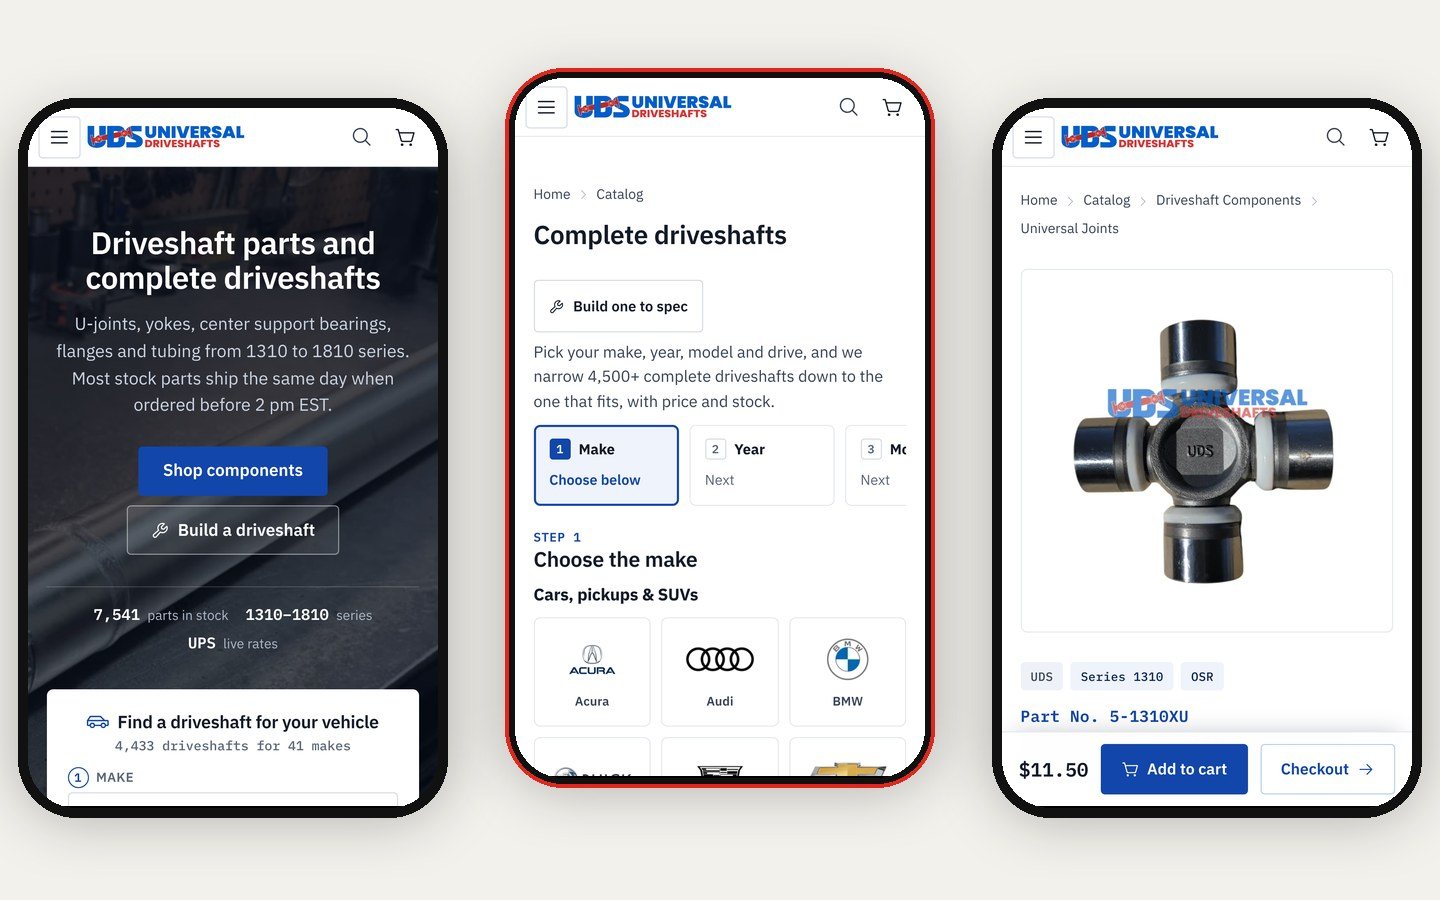 UDS UNIVERSAL
DRIVESHAFTS
Driveshaft parts and
complete driveshafts
U-joints, yokes, center support bearings,
flanges and tubing from 1310 to 1810 series.
Most stock parts ship the same day when
ordered before 2 pm EST.
Shop components
Build a driveshaft
7,541 parts in stock 1310–1810 series
UPS live rates
Find a driveshaft for your vehicle
4,433 driveshafts for 41 makes
1 MAKE
UDS UNIVERSAL
DRIVESHAFTS
Home > Catalog
Complete driveshafts
Build one to spec
Pick your make, year, model and drive, and we
narrow 4,500+ complete driveshafts down to the
one that fits, with price and stock.
1 Make 2 Year 3
Choose below Next Next
STEP 1
Choose the make
Cars, pickups & SUVs
ACURA BMW
Acura Audi BMW
BUICK
UDS UNIVERSAL
DRIVESHAFTS
Home > Catalog > Driveshaft Components >
Universal Joints
UDS UNIVERSAL
DRIVESHAFTS
UDS
UDS Series 1310 OSR
Part No. 5-1310XU
$11.50 Add to cart Checkout →